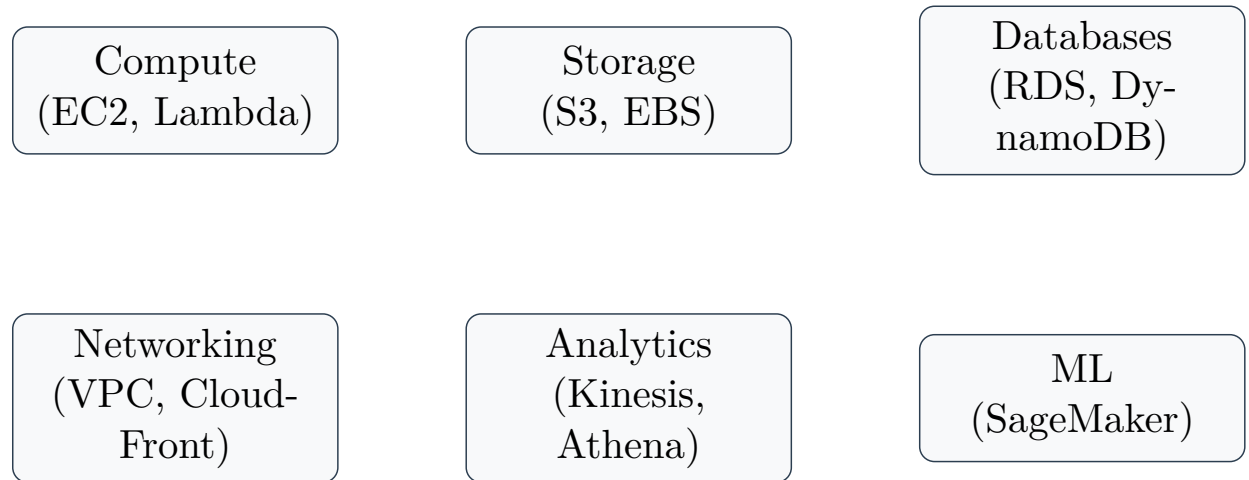 Compute
(EC2, Lambda)
Storage
(S3, EBS)
Databases
(RDS, Dy-
namoDB)
Networking
(VPC, Cloud-
Front)
Analytics
(Kinesis,
Athena)
ML
(SageMaker)